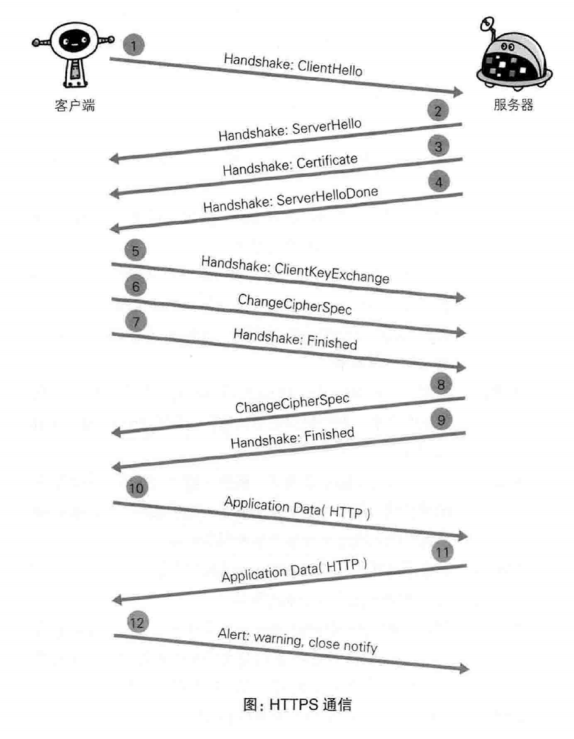 1
Handshake: ClientHello
客户端
服务器
2
Handshake: ServerHello
3
Handshake: Certificate
4
Handshake: ServerHelloDone
5
Handshake: ClientKeyExchange
6
ChangeCipherSpec
7
Handshake: Finished
8
ChangeCipherSpec
9
Handshake: Finished
10
Application Data( HTTP )
11
Application Data( HTTP )
12
Alert: warning, close notify
图：HTTPS 通信